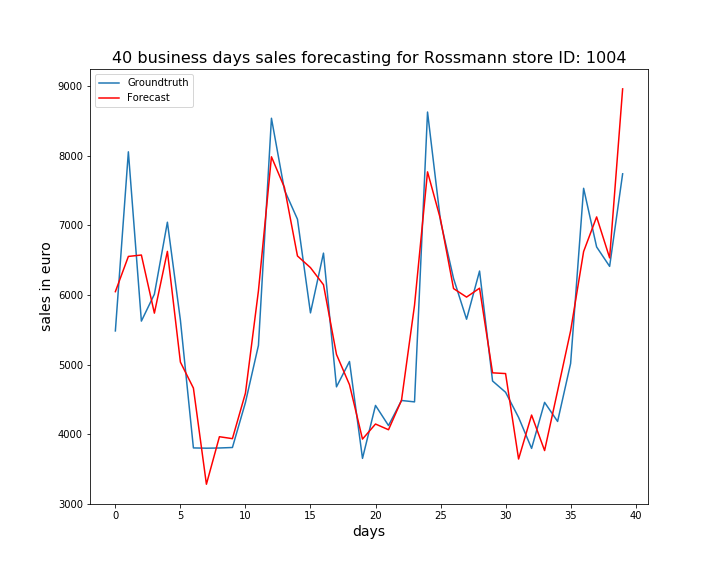 40 business days sales forecasting for Rossmann store ID: 1004
Groundtruth
Forecast
sales in euro
9000
8000
7000
6000
5000
4000
3000
0 5 10 15 20 25 30 35 40
days